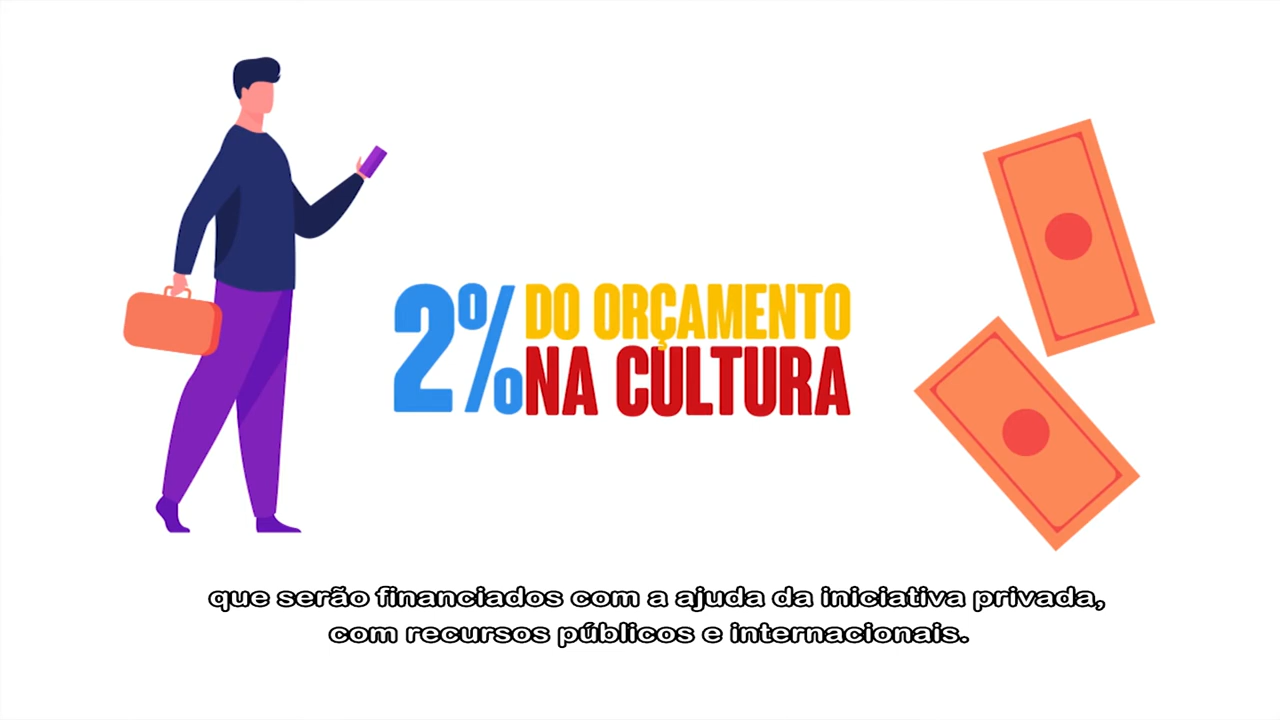 2% DO ORÇAMENTO
NA CULTURA
que serão financiados com a ajuda da iniciativa privada,
com recursos públicos e internacionais.